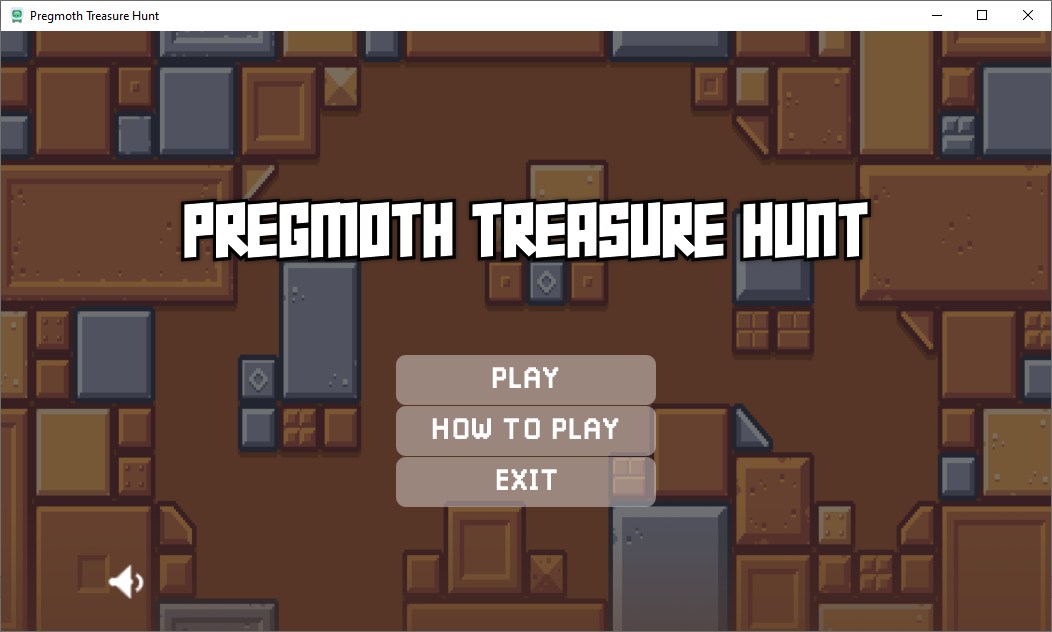 Pregmoth Treasure Hunt
PREGMOTH TREASURE HUNT
PLAY
HOW TO PLAY
EXIT